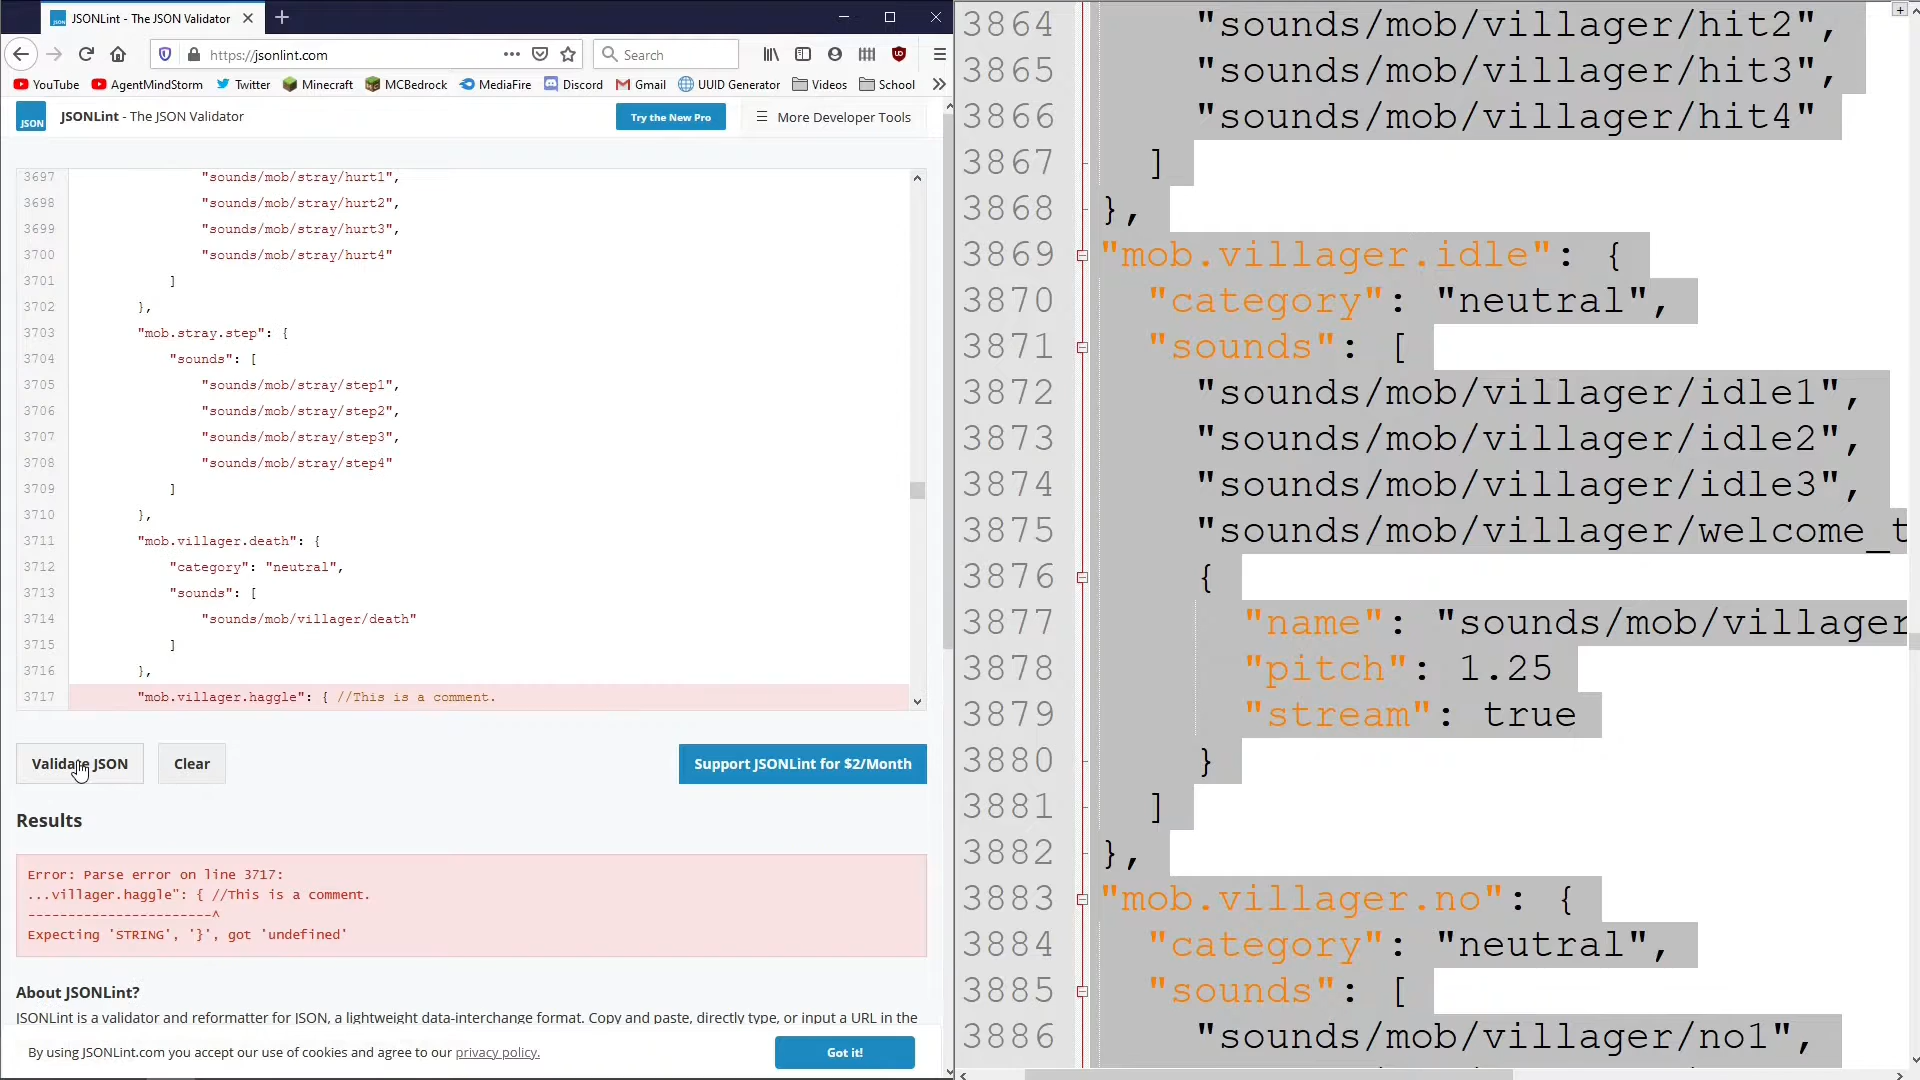 JSONLint - The JSON Validator
https://jsonlint.com
Search
YouTube
AgentMindStorm
Twitter
Minecraft
MCBedrock
MediaFire
Discord
Gmail
UUID Generator
Videos
School
JSON
JSONLint - The JSON Validator
Try the New Pro
More Developer Tools
3697 "sounds/mob/stray/hurt1",
3698 "sounds/mob/stray/hurt2",
3699 "sounds/mob/stray/hurt3",
3700 "sounds/mob/stray/hurt4"
3701 ]
3702 },
3703 "mob.stray.step": {
3704 "sounds": [
3705 "sounds/mob/stray/step1",
3706 "sounds/mob/stray/step2",
3707 "sounds/mob/stray/step3",
3708 "sounds/mob/stray/step4"
3709 ]
3710 },
3711 "mob.villager.death": {
3712 "category": "neutral",
3713 "sounds": [
3714 "sounds/mob/villager/death"
3715 ]
3716 },
3717 "mob.villager.haggle": { //This is a comment.
Validate JSON
Clear
Support JSONLint for $2/Month
Results
Error: Parse error on line 3717:
...villager.haggle": { //This is a comment.
-----------------------^
Expecting 'STRING', '}', got 'undefined'
About JSONLint?
JSONLint is a validator and reformatter for JSON, a lightweight data-interchange format. Copy and paste, directly type, or input a URL in the
By using JSONLint.com you accept our use of cookies and agree to our privacy policy.
Got it!
3864 "sounds/mob/villager/hit2",
3865 "sounds/mob/villager/hit3",
3866 "sounds/mob/villager/hit4"
3867 ]
3868 },
3869 "mob.villager.idle": {
3870 "category": "neutral",
3871 "sounds": [
3872 "sounds/mob/villager/idle1",
3873 "sounds/mob/villager/idle2",
3874 "sounds/mob/villager/idle3",
3875 "sounds/mob/villager/welcome_t
3876 {
3877 "name": "sounds/mob/villager
3878 "pitch": 1.25
3879 "stream": true
3880 }
3881 ]
3882 },
3883 "mob.villager.no": {
3884 "category": "neutral",
3885 "sounds": [
3886 "sounds/mob/villager/no1",